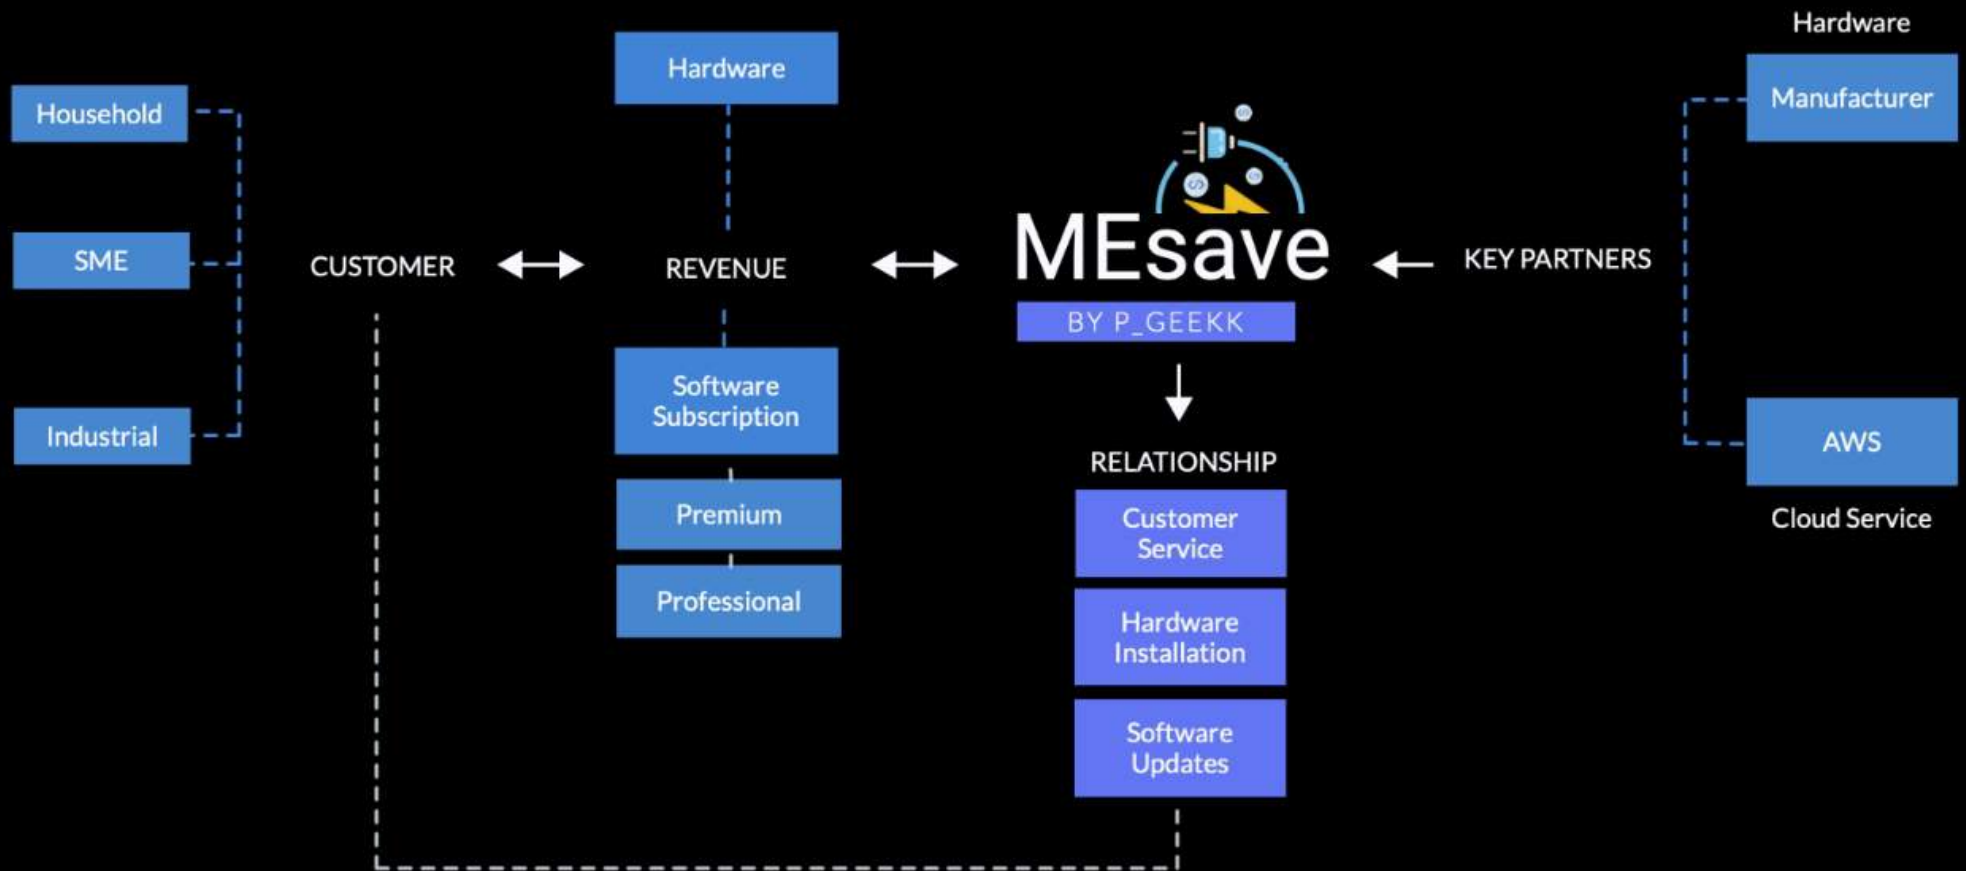 Household
SME
Industrial
CUSTOMER
Hardware
REVENUE
Software
Subscription
Premium
Professional
MEsave
BY P_GEEKK
RELATIONSHIP
Customer
Service
Hardware
Installation
Software
Updates
KEY PARTNERS
Hardware
Manufacturer
AWS
Cloud Service